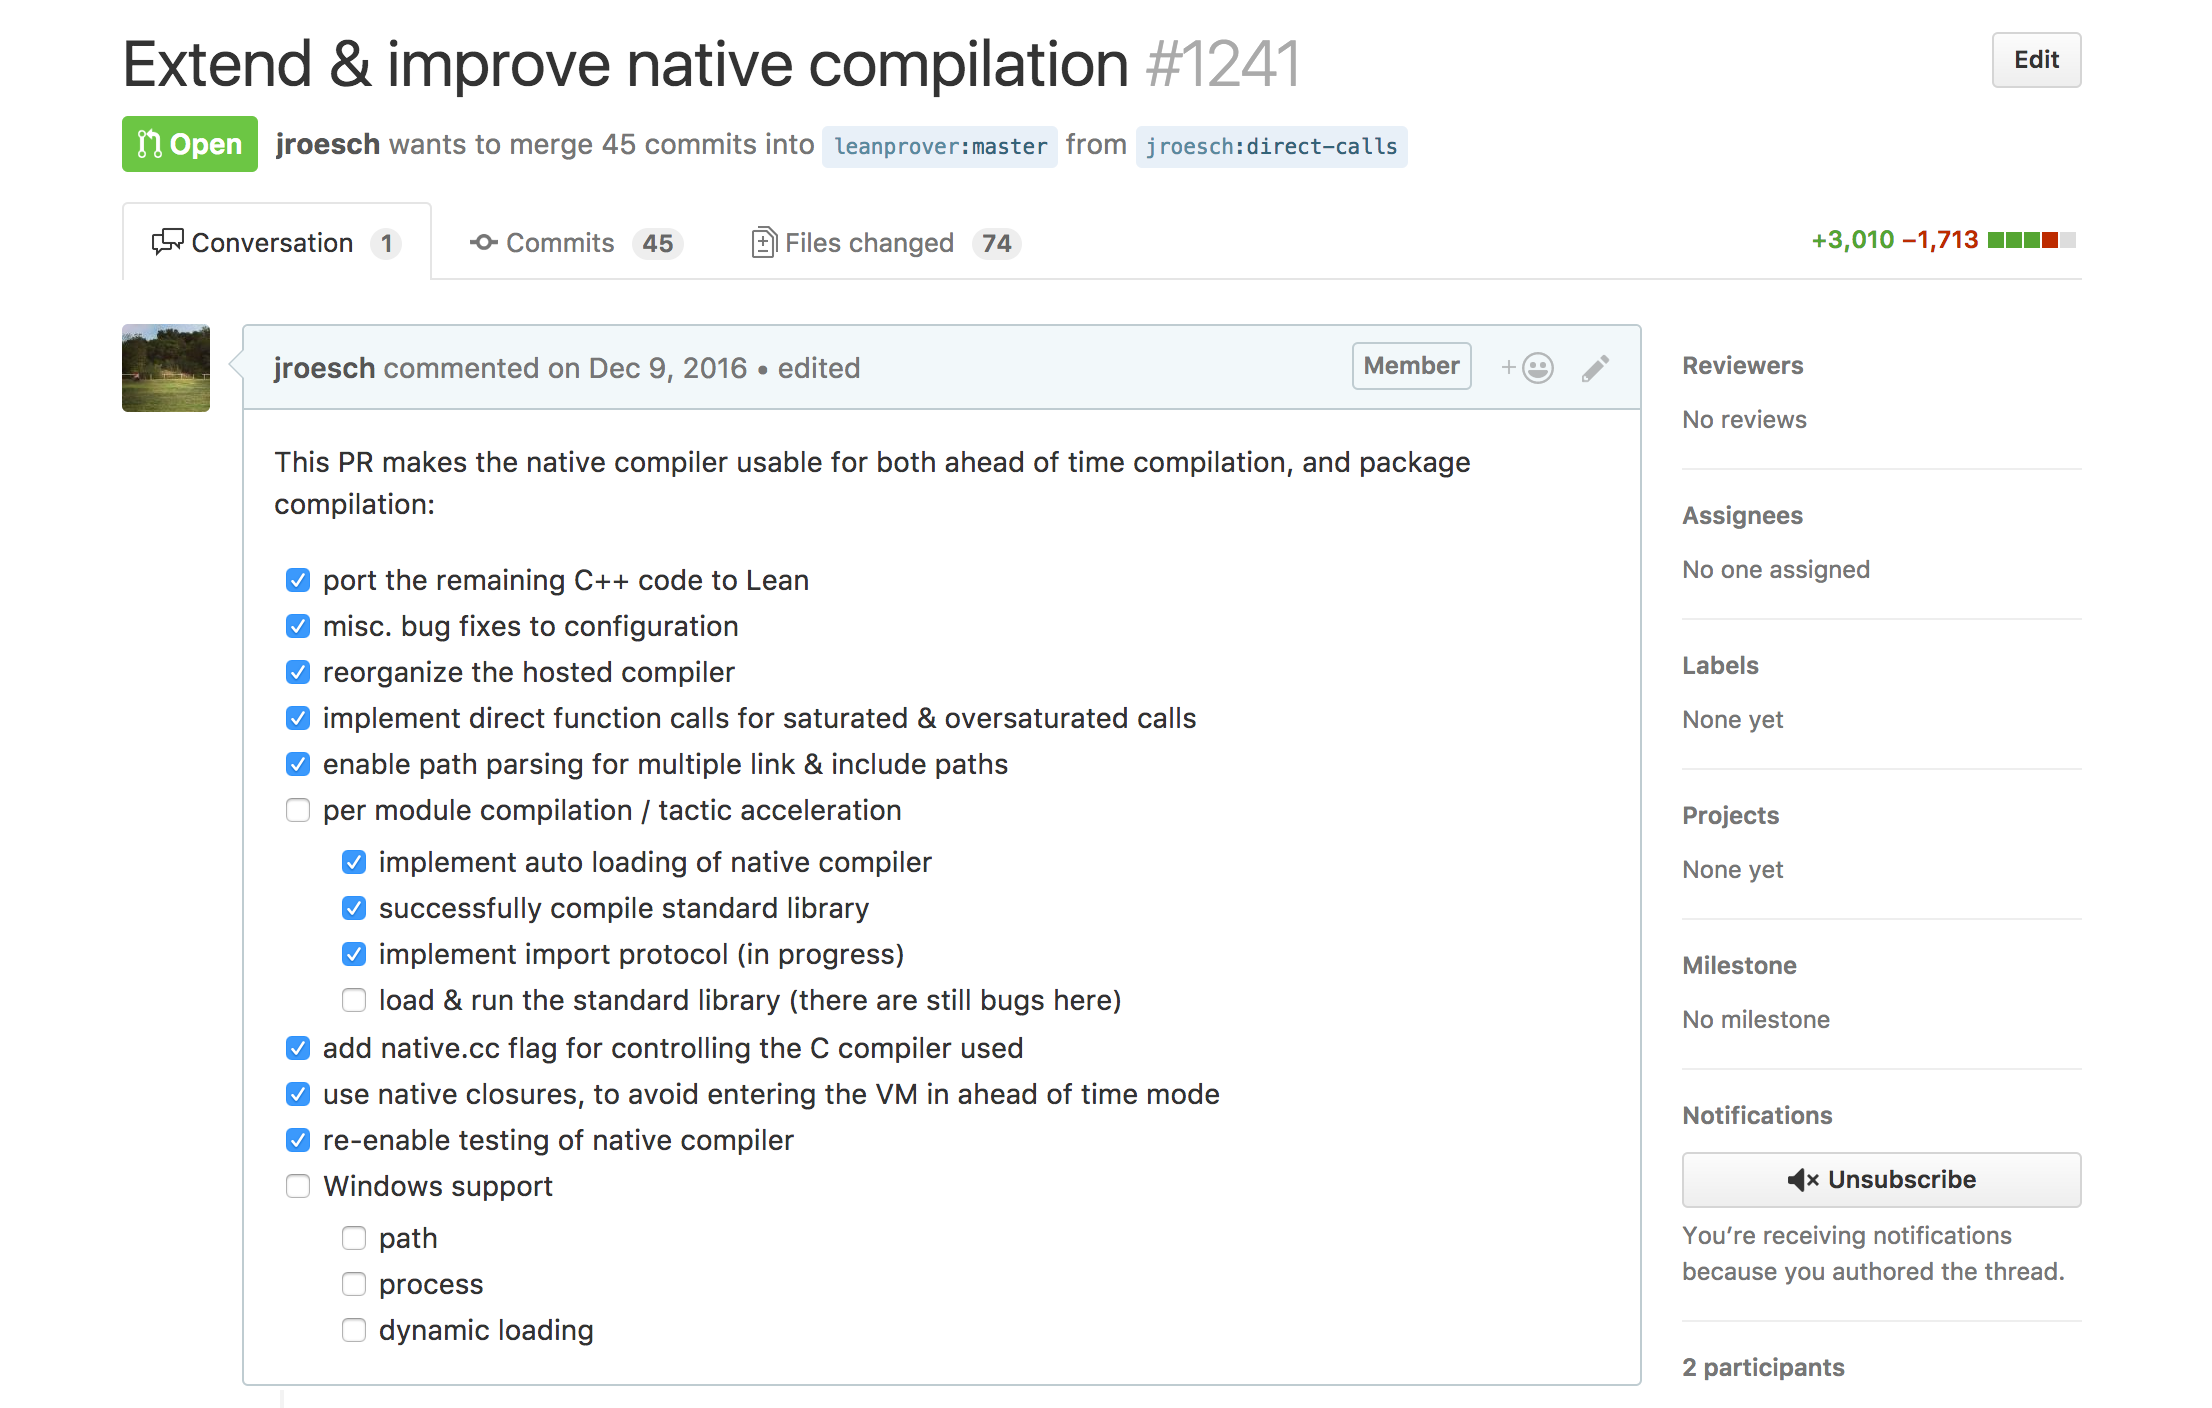 Extend & improve native compilation #1241
Edit
Open jroesch wants to merge 45 commits into leanprover:master from jroesch:direct-calls
Conversation 1 Commits 45 Files changed 74
+3,010 −1,713
jroesch commented on Dec 9, 2016 • edited
Member
This PR makes the native compiler usable for both ahead of time compilation, and package
compilation:
port the remaining C++ code to Lean
misc. bug fixes to configuration
reorganize the hosted compiler
implement direct function calls for saturated & oversaturated calls
enable path parsing for multiple link & include paths
per module compilation / tactic acceleration
implement auto loading of native compiler
successfully compile standard library
implement import protocol (in progress)
load & run the standard library (there are still bugs here)
add native.cc flag for controlling the C compiler used
use native closures, to avoid entering the VM in ahead of time mode
re-enable testing of native compiler
Windows support
path
process
dynamic loading
Reviewers
No reviews
Assignees
No one assigned
Labels
None yet
Projects
None yet
Milestone
No milestone
Notifications
Unsubscribe
You’re receiving notifications
because you authored the thread.
2 participants